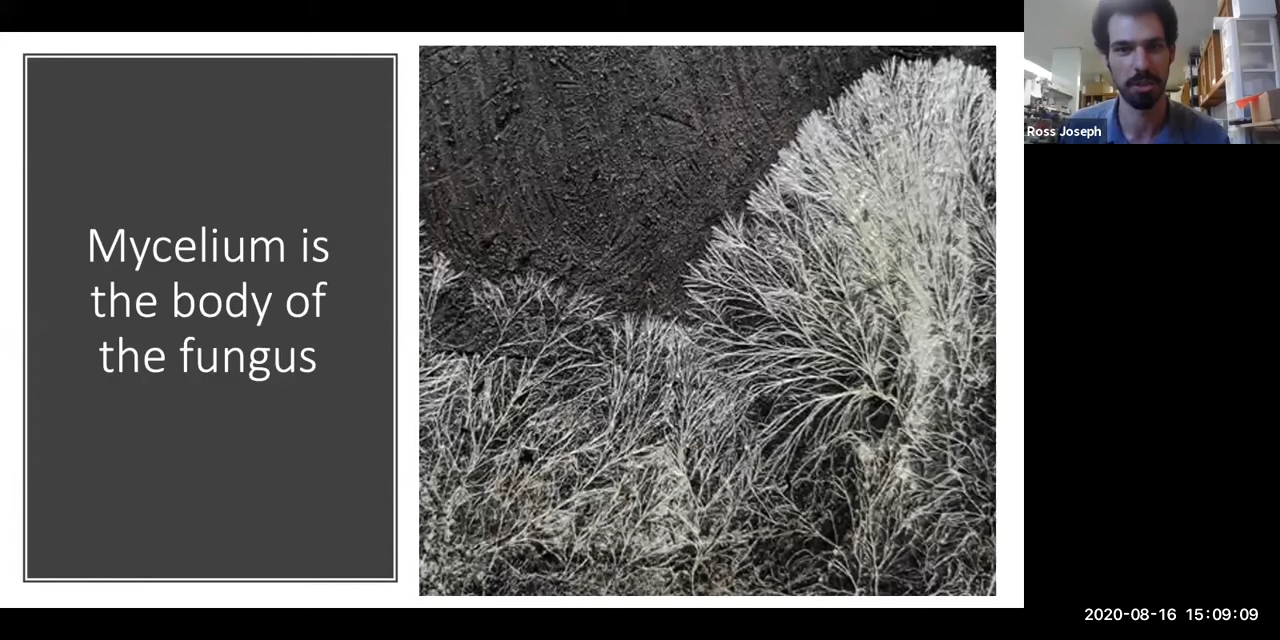 Mycelium is
the body of
the fungus
Ross Joseph
2020-08-16 15:09:09